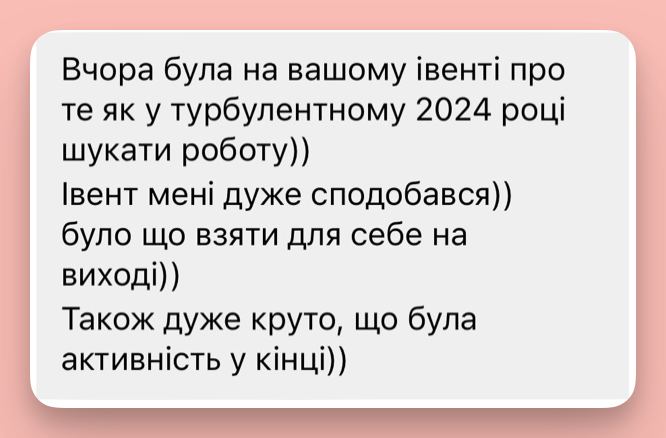 Вчора була на вашому івенті про
те як у турбулентному 2024 році
шукати роботу))
Івент мені дуже сподобався))
було що взяти для себе на
виході))
Також дуже круто, що була
активність у кінці))